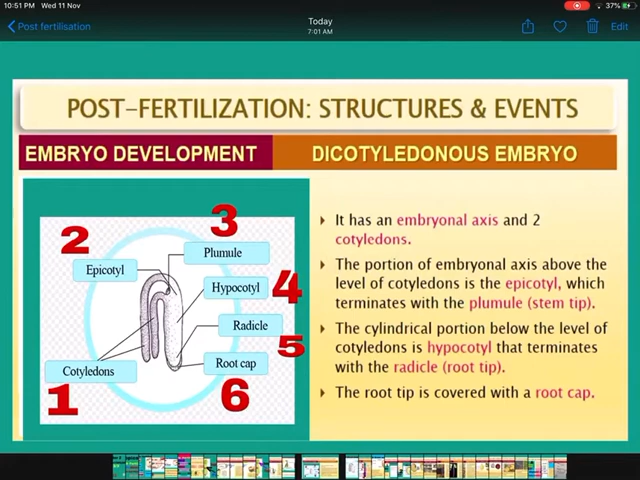 10:51 PM Wed 11 Nov
37%
Post fertilisation
Today
7:01 AM
Edit
POST-FERTILIZATION: STRUCTURES & EVENTS
EMBRYO DEVELOPMENT
DICOTYLEDONOUS EMBRYO
3
2
Plumule
Epicotyl
Hypocotyl
4
Radicle
5
Root cap
Cotyledons
1
6
It has an embryonal axis and 2
cotyledons.
The portion of embryonal axis above the
level of cotyledons is the epicotyl, which
terminates with the plumule (stem tip).
The cylindrical portion below the level of
cotyledons is hypocotyl that terminates
with the radicle (root tip).
The root tip is covered with a root cap.